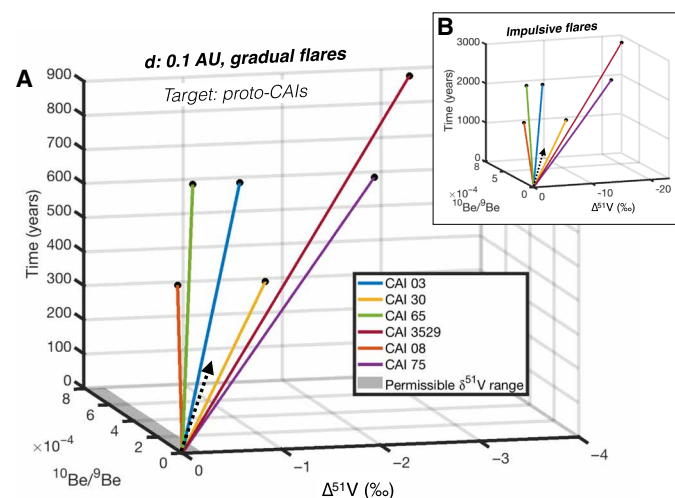 A
d: 0.1 AU, gradual flares
Target: proto-CAIs
Time (years)
900
800
700
600
500
400
300
200
100
0
8
6
4
2
0
×10⁻⁴
¹⁰Be/⁹Be
0
−1
−2
−3
−4
Δ⁵¹V (‰)
CAI 03
CAI 30
CAI 65
CAI 3529
CAI 08
CAI 75
Permissible δ⁵¹V range
B
Impulsive flares
Time (years)
3000
2000
1000
0
8
5
0
×10⁻⁴
¹⁰Be/⁹Be
0
−10
−20
Δ⁵¹V (‰)